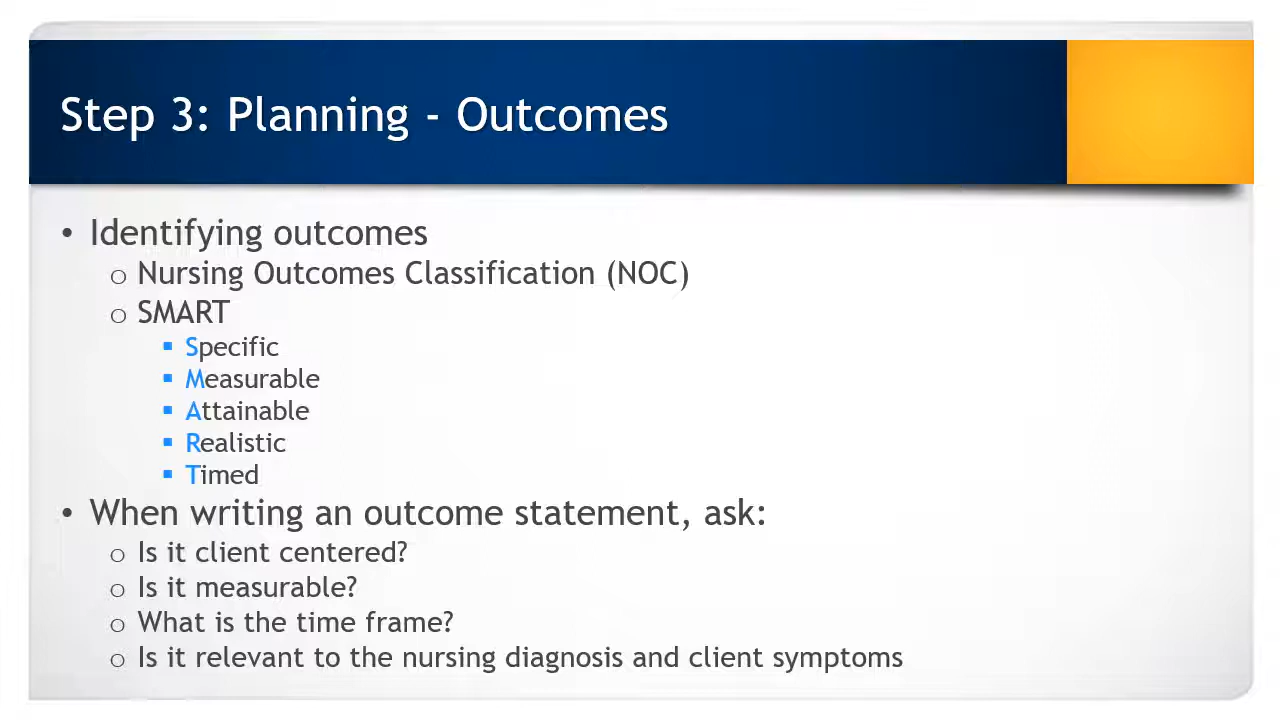 Step 3: Planning - Outcomes
• Identifying outcomes
o Nursing Outcomes Classification (NOC)
o SMART
▪ Specific
▪ Measurable
▪ Attainable
▪ Realistic
▪ Timed
• When writing an outcome statement, ask:
o Is it client centered?
o Is it measurable?
o What is the time frame?
o Is it relevant to the nursing diagnosis and client symptoms